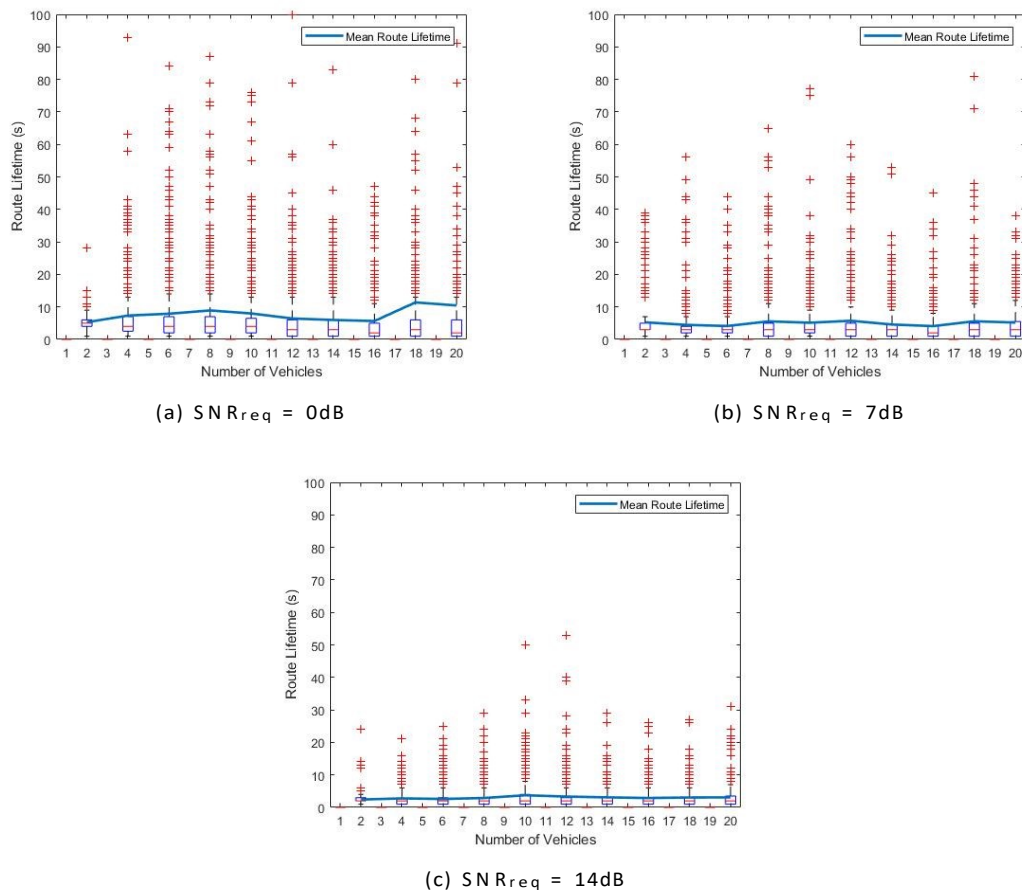 100
90
80
70
60
50
40
30
20
10
0
Route Lifetime (s)
Mean Route Lifetime
1 2 3 4 5 6 7 8 9 10 11 12 13 14 15 16 17 18 19 20
Number of Vehicles
(a) SNRreq = 0dB
100
90
80
70
60
50
40
30
20
10
0
Route Lifetime (s)
Mean Route Lifetime
1 2 3 4 5 6 7 8 9 10 11 12 13 14 15 16 17 18 19 20
Number of Vehicles
(b) SNRreq = 7dB
100
90
80
70
60
50
40
30
20
10
0
Route Lifetime (s)
Mean Route Lifetime
1 2 3 4 5 6 7 8 9 10 11 12 13 14 15 16 17 18 19 20
Number of Vehicles
(c) SNRreq = 14dB